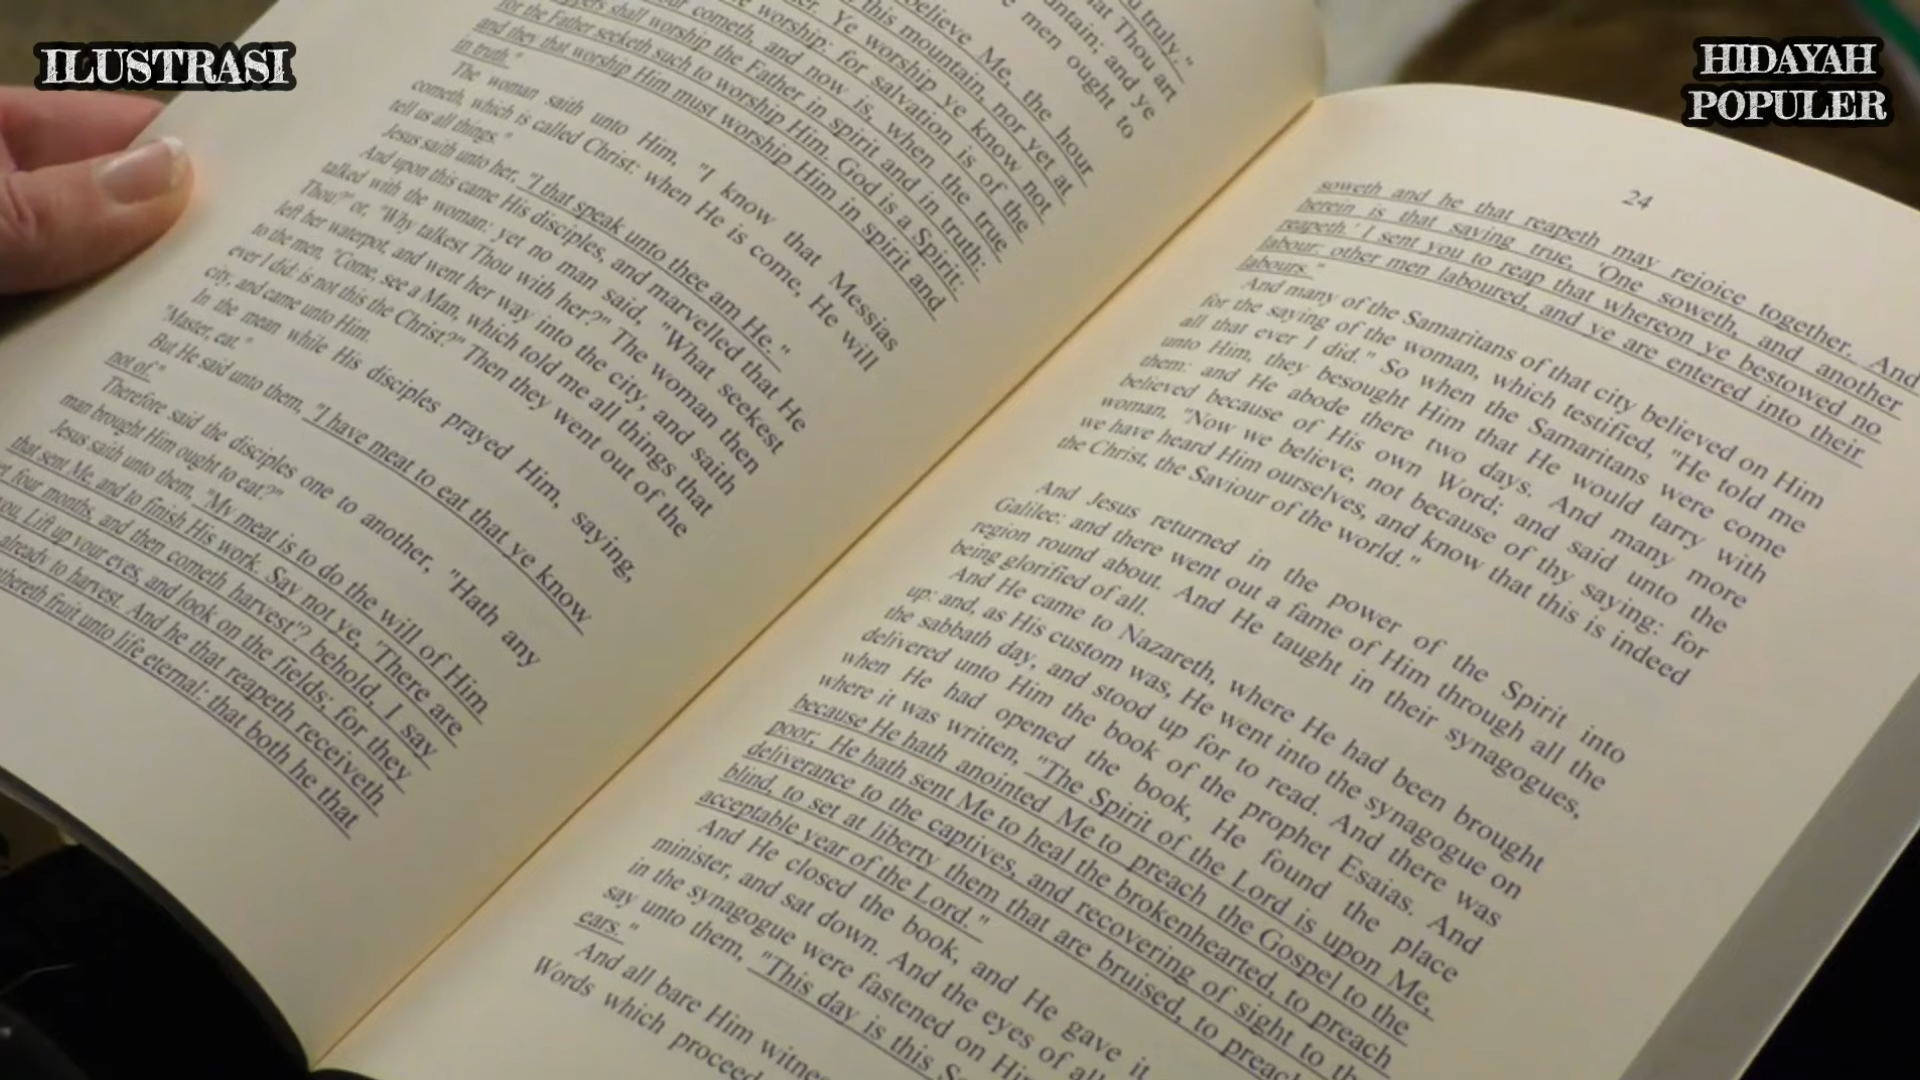 ILUSTRASI
HIDAYAH
POPULER
u truly."
hat Thou art
untain; and ye
e men ought to
believe Me, the hour
this mountain, nor yet at
er. Ye worship ye know not
worship: for salvation is of the
our cometh, and now is, when the true
shall worship the Father in spirit and in truth:
for the Father seeketh such to worship Him. God is a Spirit:
and they that worship Him must worship Him in spirit and
in truth."
The woman saith unto Him, "I know that Messias
cometh, which is called Christ: when He is come, He will
tell us all things."
Jesus saith unto her, "I that speak unto thee am He."
And upon this came His disciples, and marvelled that He
talked with the woman: yet no man said, "What seekest
Thou?" or, "Why talkest Thou with her?" The woman then
left her waterpot, and went her way into the city, and saith
to the men, "Come, see a Man, which told me all things that
ever I did: is not this the Christ?" Then they went out of the
city, and came unto Him.
In the mean while His disciples prayed Him, saying,
"Master, eat."
But He said unto them, "I have meat to eat that ye know
not of."
Therefore said the disciples one to another, "Hath any
man brought Him ought to eat?"
Jesus saith unto them, "My meat is to do the will of Him
that sent Me, and to finish His work. Say not ye, 'There are
four months, and then cometh harvest'? behold, I say
you, Lift up your eyes, and look on the fields; for they
already to harvest. And he that reapeth receiveth
thereth fruit unto life eternal: that both he that
24
soweth and he that reapeth may rejoice together. And
herein is that saying true, 'One soweth, and another
reapeth.' I sent you to reap that whereon ye bestowed no
labour: other men laboured, and ye are entered into their
labours."
And many of the Samaritans of that city believed on Him
for the saying of the woman, which testified, "He told me
all that ever I did." So when the Samaritans were come
unto Him, they besought Him that He would tarry with
them: and He abode there two days. And many more
believed because of His own Word; and said unto the
woman, "Now we believe, not because of thy saying: for
we have heard Him ourselves, and know that this is indeed
the Christ, the Saviour of the world."
And Jesus returned in the power of the Spirit into
Galilee: and there went out a fame of Him through all the
region round about. And He taught in their synagogues,
being glorified of all.
And He came to Nazareth, where He had been brought
up: and, as His custom was, He went into the synagogue on
the sabbath day, and stood up for to read. And there was
delivered unto Him the book of the prophet Esaias. And
when He had opened the book, He found the place
where it was written, "The Spirit of the Lord is upon Me,
because He hath anointed Me to preach the Gospel to the
poor; He hath sent Me to heal the brokenhearted, to preach
deliverance to the captives, and recovering of sight to the
blind, to set at liberty them that are bruised, to preach
acceptable year of the Lord."
And He closed the book, and He gave it
minister, and sat down. And the eyes of all
in the synagogue were fastened on Him
say unto them, "This day is this
ears."
And all bare Him witne
Words which proceed